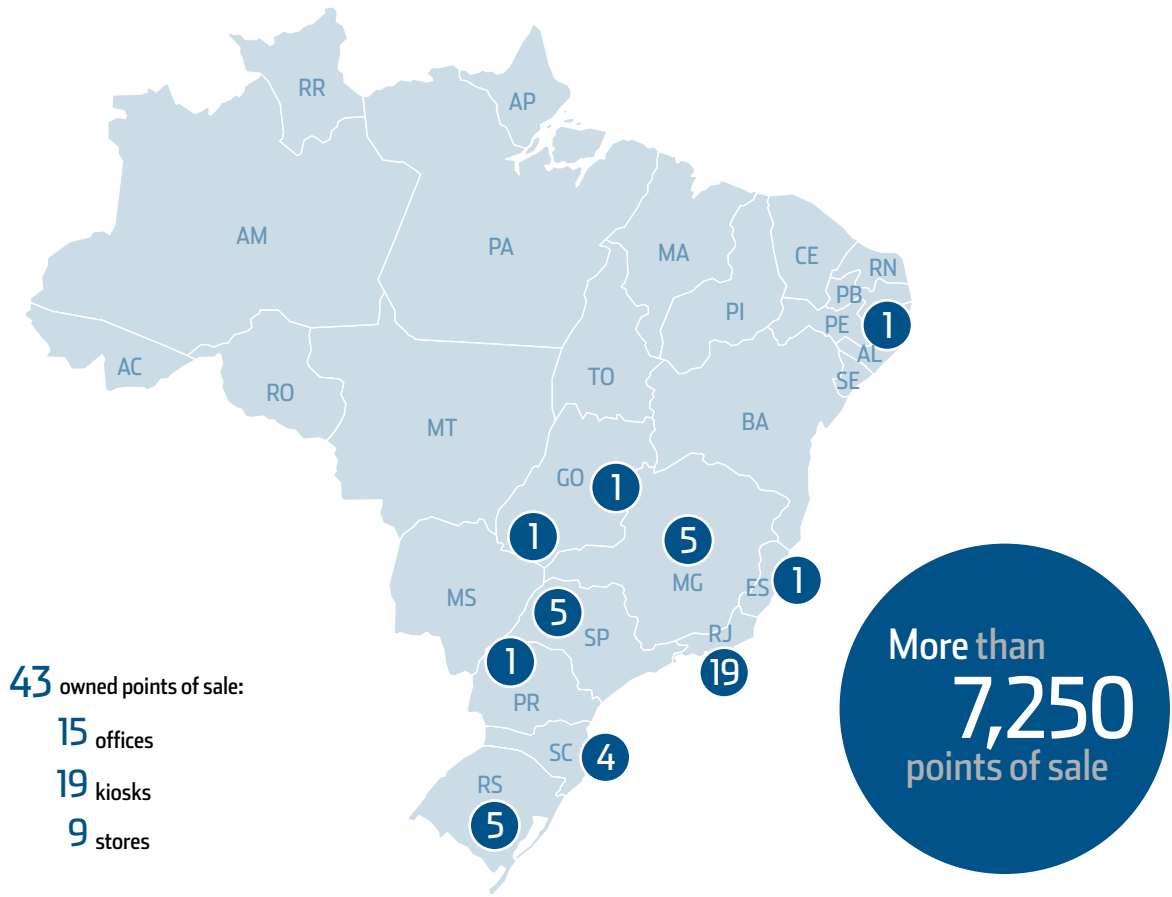 RR
AP
AM
PA
MA
CE
RN
PB
PI
PE
1
AL
AC
TO
SE
RO
BA
MT
GO
1
1
5
MG
ES
1
MS
5
SP
RJ
1
19
PR
SC
4
RS
5
43 owned points of sale:
15 offices
19 kiosks
9 stores
More than
7,250
points of sale